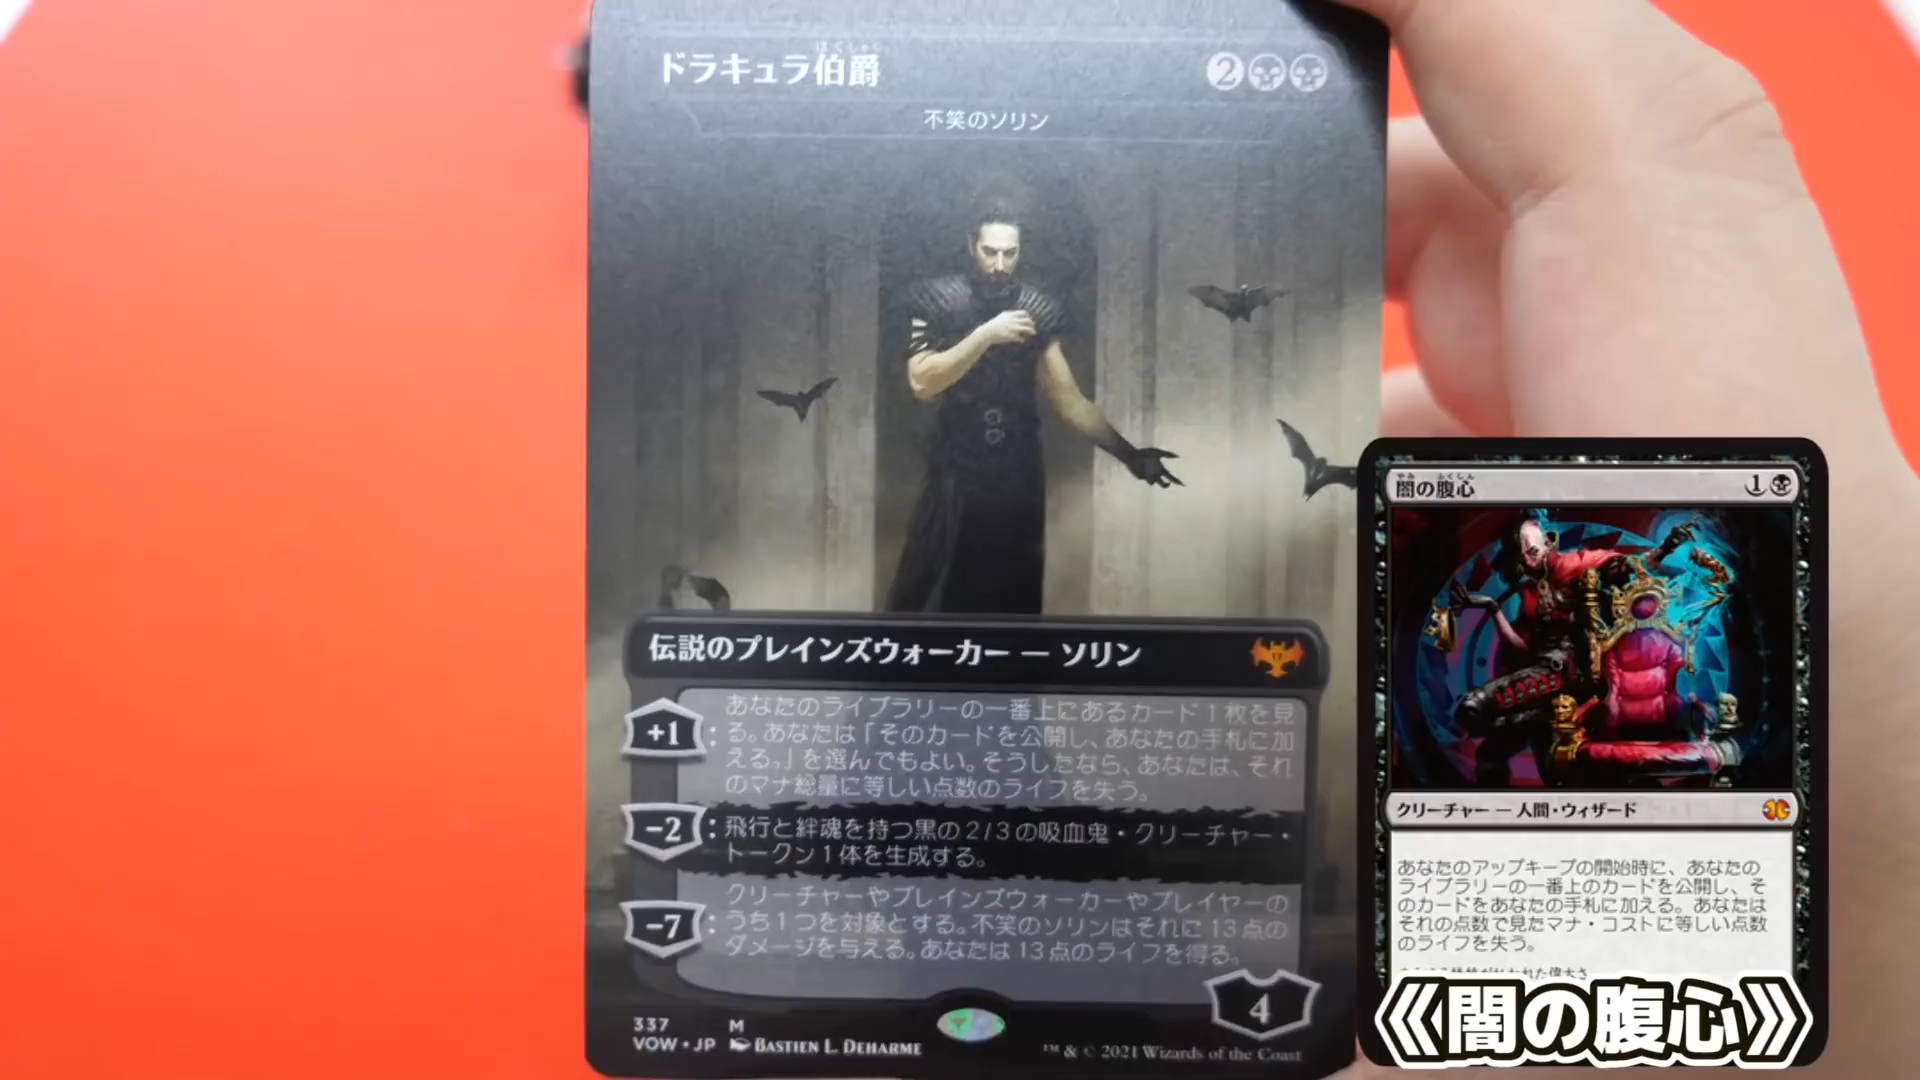 ドラキュラ伯爵
はくしゃく
2
不笑のソリン
伝説のプレインズウォーカー — ソリン
+1:
あなたのライブラリーの一番上にあるカード1枚を見
る。あなたは「そのカードを公開し、あなたの手札に加
える。」を選んでもよい。そうしたなら、あなたは、それ
のマナ総量に等しい点数のライフを失う。
-2:
飛行と絆魂を持つ黒の2/3の吸血鬼・クリーチャー・
トークン1体を生成する。
-7:
クリーチャーやプレインズウォーカーやプレイヤーの
うち1つを対象とする。不笑のソリンはそれに13点の
ダメージを与える。あなたは13点のライフを得る。
4
337 M
VOW・JP BASTIEN L. DEHARME
™ & © 2021 Wizards of the Coast
やみ ふくしん
闇の腹心
1
クリーチャー — 人間・ウィザード
あなたのアップキープの開始時に、あなたの
ライブラリーの一番上のカードを公開し、そ
のカードをあなたの手札に加える。あなたは
それの点数で見たマナ・コストに等しい点数
のライフを失う。
《闇の腹心》